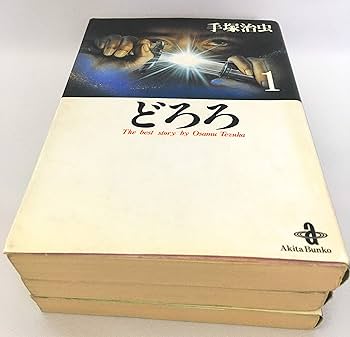 手塚治虫
1
どろろ
The best story by Osamu Tezuka
a
Akita Bunko